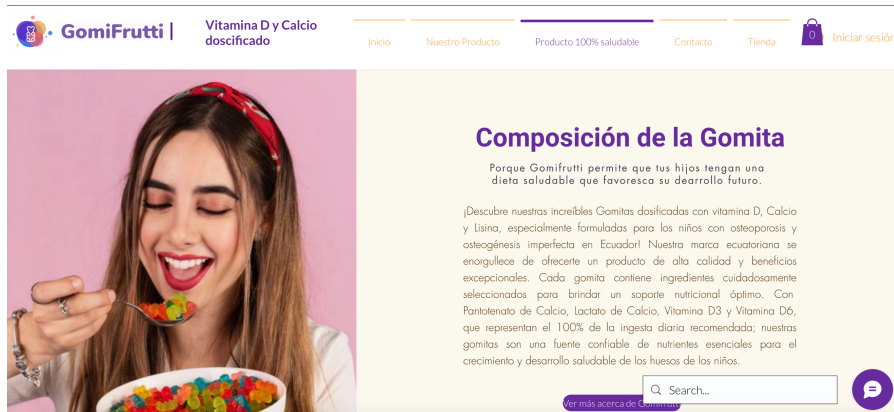 GomiFrutti |
Vitamina D y Calcio
doscificado
Inicio
Nuestro Producto
Producto 100% saludable
Contacto
Tienda
0
Iniciar sesión
Composición de la Gomita
Porque Gomifrutti permite que tus hijos tengan una
dieta saludable que favoresca su dearrollo futuro.
¡Descubre nuestras increíbles Gomitas dosificadas con vitamina D, Calcio
y Lisina, especialmente formuladas para los niños con osteoporosis y
osteogénesis imperfecta en Ecuador! Nuestra marca ecuatoriana se
enorgullece de ofrecerte un producto de alta calidad y beneficios
excepcionales. Cada gomita contiene ingredientes cuidadosamente
seleccionados para brindar un soporte nutricional óptimo. Con
Pantotenato de Calcio, Lactato de Calcio, Vitamina D3 y Vitamina D6,
que representan el 100% de la ingesta diaria recomendada; nuestras
gomitas son una fuente confiable de nutrientes esenciales para el
crecimiento y desarrollo saludable de los huesos de los niños.
Search...
Ver más acerca de Gomifrutti